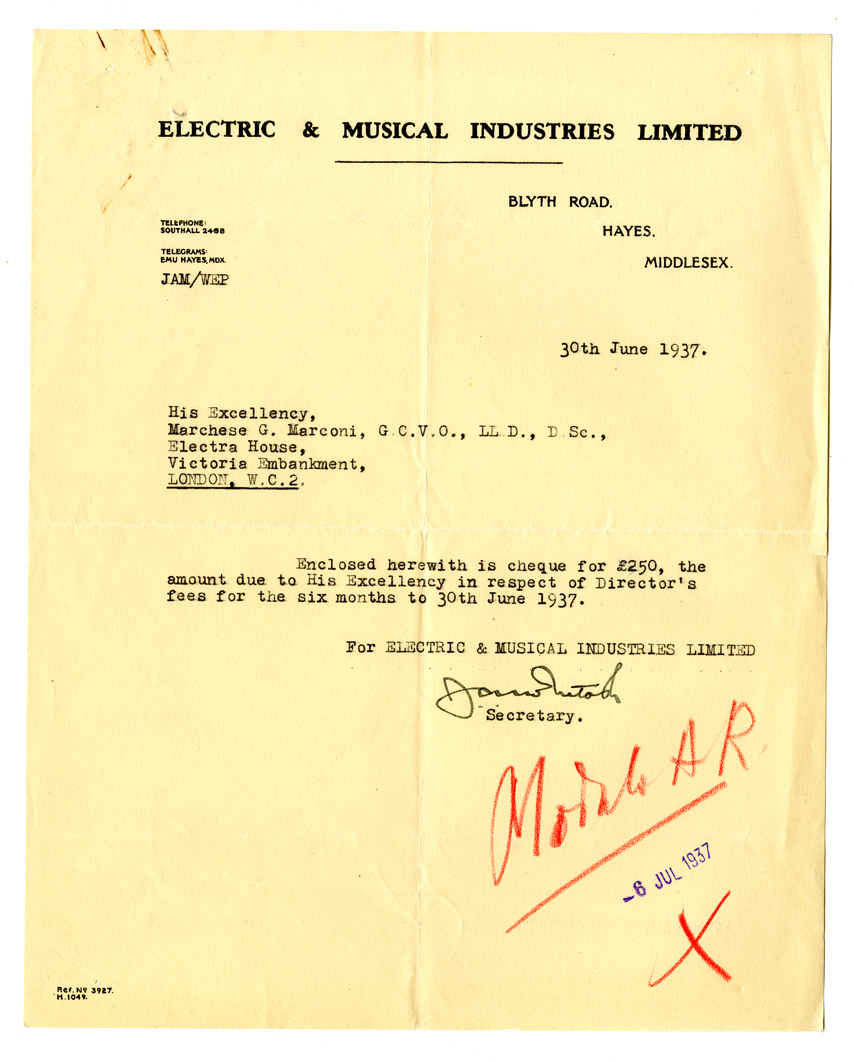 ELECTRIC & MUSICAL INDUSTRIES LIMITED
BLYTH ROAD,
HAYES,
MIDDLESEX.
TELEPHONE:
SOUTHALL 2468
TELEGRAMS:
EMU HAYES, MDX.
JAM/WEP
30th June 1937.
His Excellency,
Marchese G. Marconi, G.C.V.O., LL.D., D.Sc.,
Electra House,
Victoria Embankment,
LONDON, W.C.2.
Enclosed herewith is cheque for £250, the
amount due to His Excellency in respect of Director's
fees for the six months to 30th June 1937.
For ELECTRIC & MUSICAL INDUSTRIES LIMITED
Secretary.
A R.
-6 JUL 1937
X
Ref. Nº 3927.
H.1049.